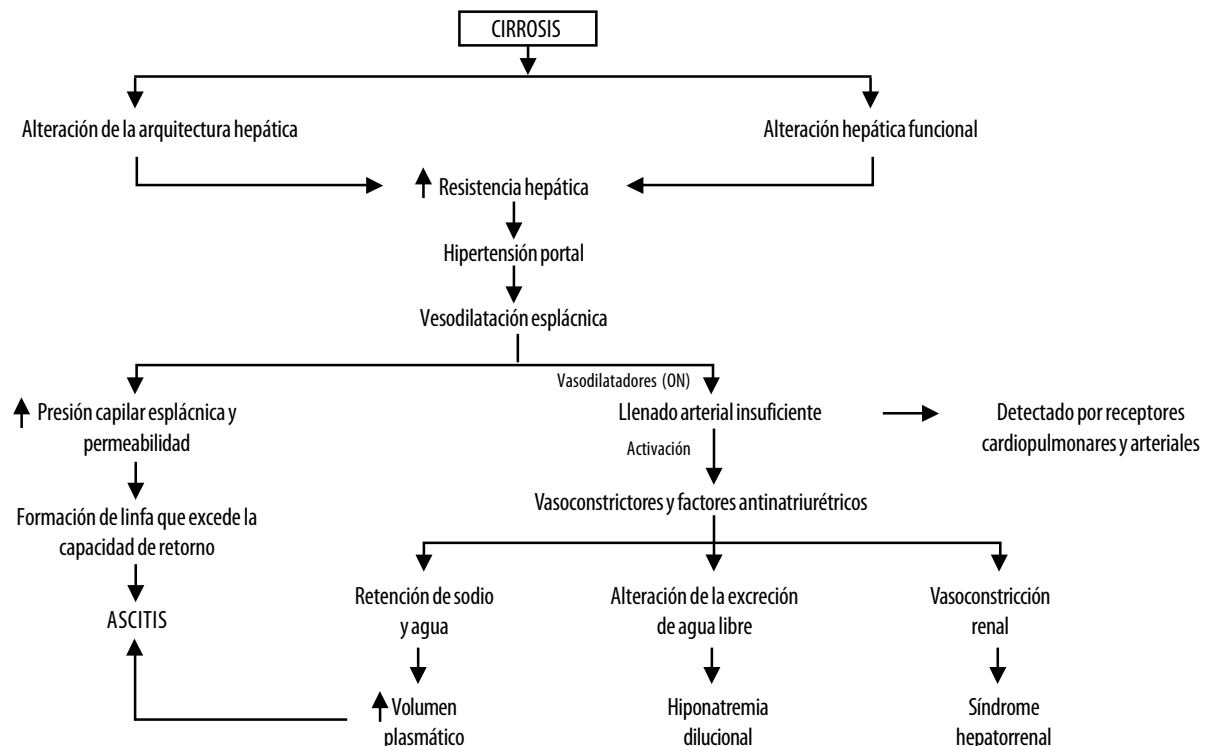 CIRROSIS
Alteración de la arquitectura hepática
Alteración hepática funcional
Resistencia hepática
Hipertensión portal
Vesodilatación esplácnica
Vasodilatadores (ON)
Presión capilar esplácnica y
permeabilidad
Llenado arterial insuficiente
Detectado por receptores
cardiopulmonares y arteriales
Activación
Vasoconstrictores y factores antinatriurétricos
Formación de linfa que excede la
capacidad de retorno
ASCITIS
Retención de sodio
y agua
Alteración de la excreción
de agua libre
Vasoconstricción
renal
Volumen
plasmático
Hiponatremia
dilucional
Síndrome
hepatorrenal